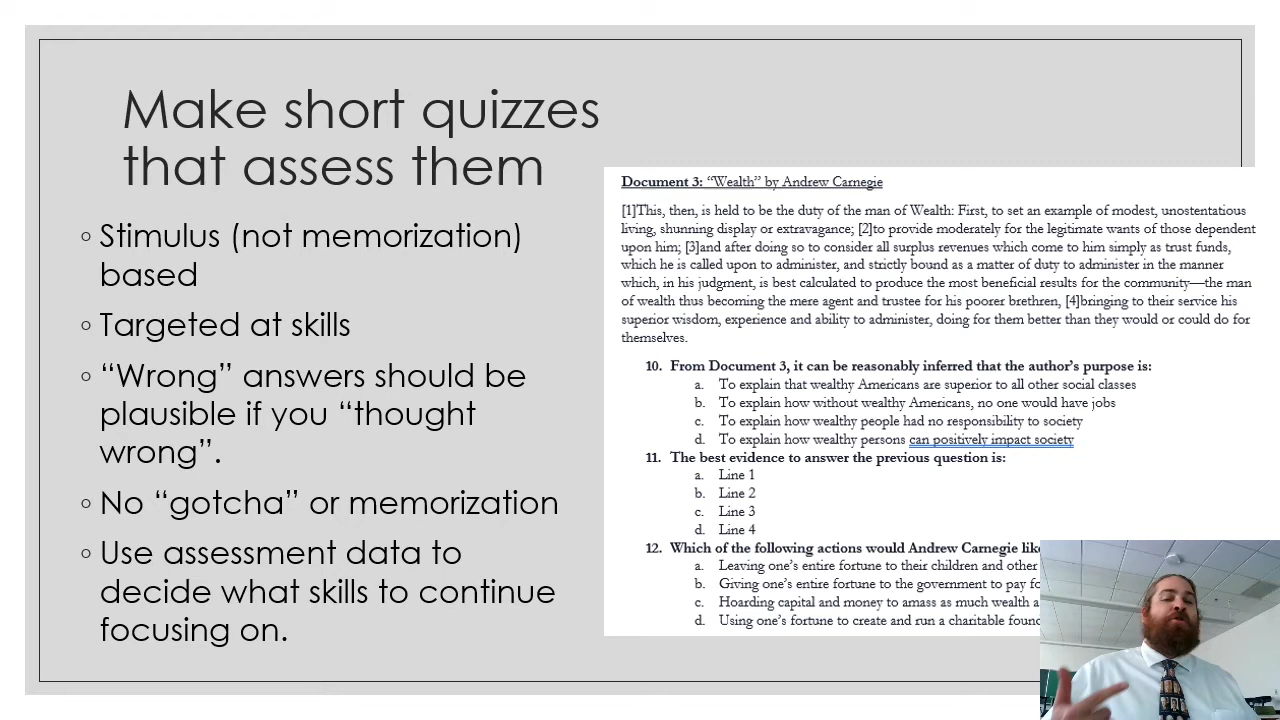 Make short quizzes
that assess them
◦ Stimulus (not memorization)
based
◦ Targeted at skills
◦ “Wrong” answers should be
plausible if you “thought
wrong”.
◦ No “gotcha” or memorization
◦ Use assessment data to
decide what skills to continue
focusing on.
Document 3: “Wealth” by Andrew Carnegie
[1]This, then, is held to be the duty of the man of Wealth: First, to set an example of modest, unostentatious
living, shunning display or extravagance; [2]to provide moderately for the legitimate wants of those dependent
upon him; [3]and after doing so to consider all surplus revenues which come to him simply as trust funds,
which he is called upon to administer, and strictly bound as a matter of duty to administer in the manner
which, in his judgment, is best calculated to produce the most beneficial results for the community—the man
of wealth thus becoming the mere agent and trustee for his poorer brethren, [4]bringing to their service his
superior wisdom, experience and ability to administer, doing for them better than they would or could do for
themselves.
10. From Document 3, it can be reasonably inferred that the author’s purpose is:
a. To explain that wealthy Americans are superior to all other social classes
b. To explain how without wealthy Americans, no one would have jobs
c. To explain how wealthy people had no responsibility to society
d. To explain how wealthy persons can positively impact society
11. The best evidence to answer the previous question is:
a. Line 1
b. Line 2
c. Line 3
d. Line 4
12. Which of the following actions would Andrew Carnegie
a. Leaving one’s entire fortune to their children and other
b. Giving one’s entire fortune to the government to pay
c. Hoarding capital and money to amass as much wealth
d. Using one’s fortune to create and run a charitable